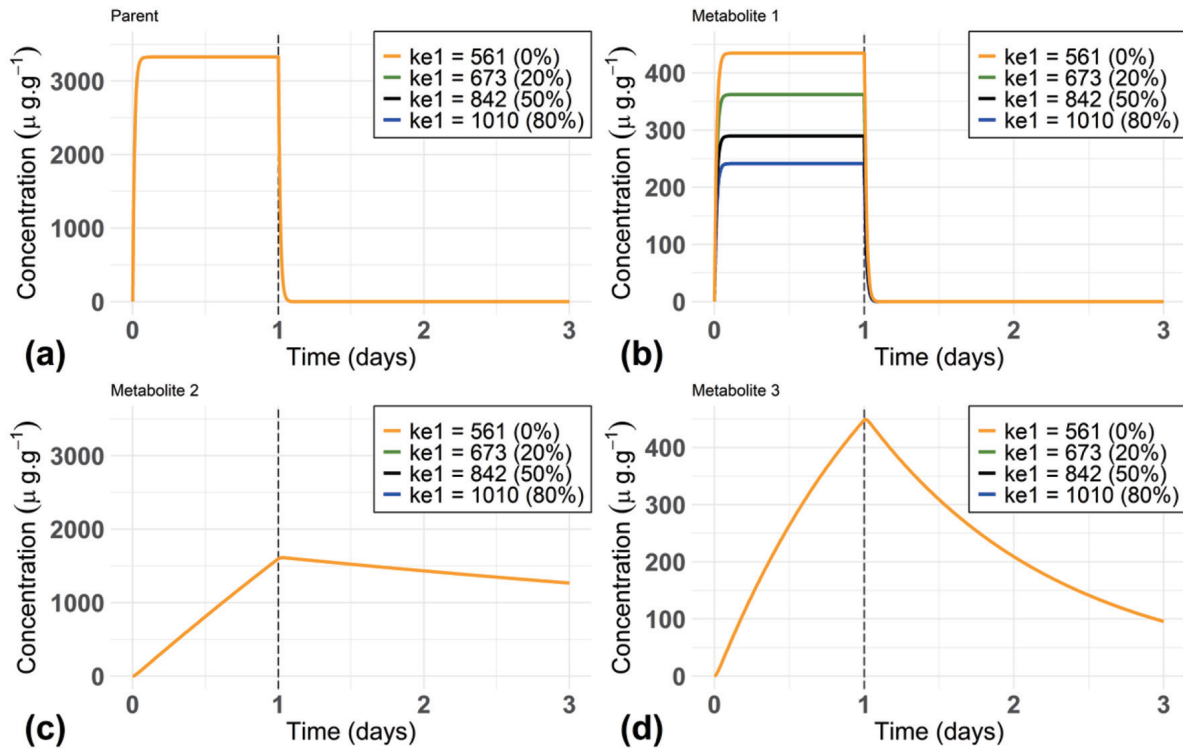 Parent
Concentration (μ g.g⁻¹)
3000
2000
1000
0
ke1 = 561 (0%)
ke1 = 673 (20%)
ke1 = 842 (50%)
ke1 = 1010 (80%)
0 1 2 3
Time (days)
(a)
Metabolite 1
Concentration (μ g.g⁻¹)
400
300
200
100
0
ke1 = 561 (0%)
ke1 = 673 (20%)
ke1 = 842 (50%)
ke1 = 1010 (80%)
0 1 2 3
Time (days)
(b)
Metabolite 2
Concentration (μ g.g⁻¹)
3000
2000
1000
0
ke1 = 561 (0%)
ke1 = 673 (20%)
ke1 = 842 (50%)
ke1 = 1010 (80%)
0 1 2 3
Time (days)
(c)
Metabolite 3
Concentration (μ g.g⁻¹)
400
300
200
100
0
ke1 = 561 (0%)
ke1 = 673 (20%)
ke1 = 842 (50%)
ke1 = 1010 (80%)
0 1 2 3
Time (days)
(d)